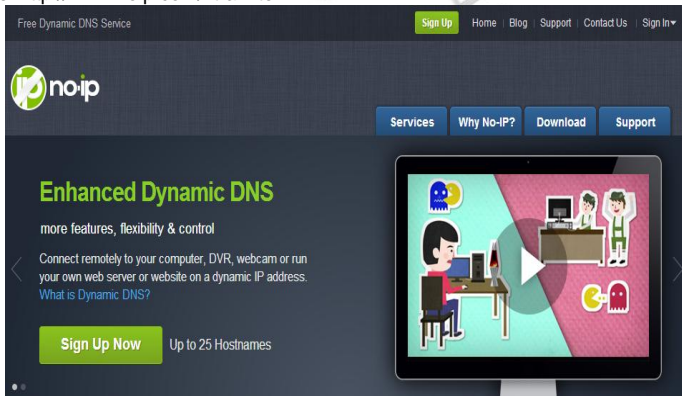 Free Dynamic DNS Service
Sign Up Home Blog Support Contact Us Sign In
no-ip
Services Why No-IP? Download Support
Enhanced Dynamic DNS
more features, flexibility & control
Connect remotely to your computer, DVR, webcam or run
your own web server or website on a dynamic IP address.
What is Dynamic DNS?
Sign Up Now Up to 25 Hostnames